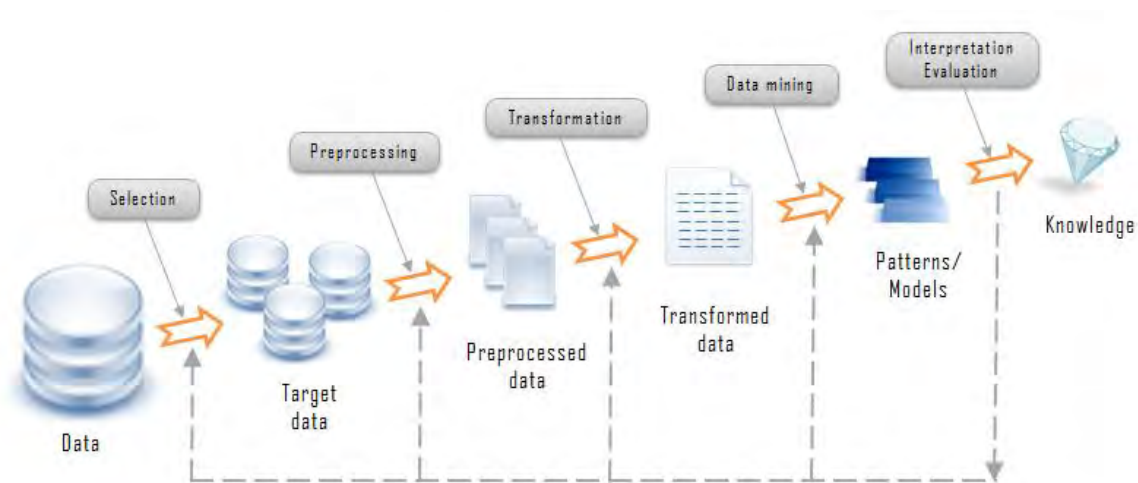 Selection
Preprocessing
Transformation
Data mining
Interpretation
Evaluation
Data
Target
data
Preprocessed
data
Transformed
data
Patterns/
Models
Knowledge